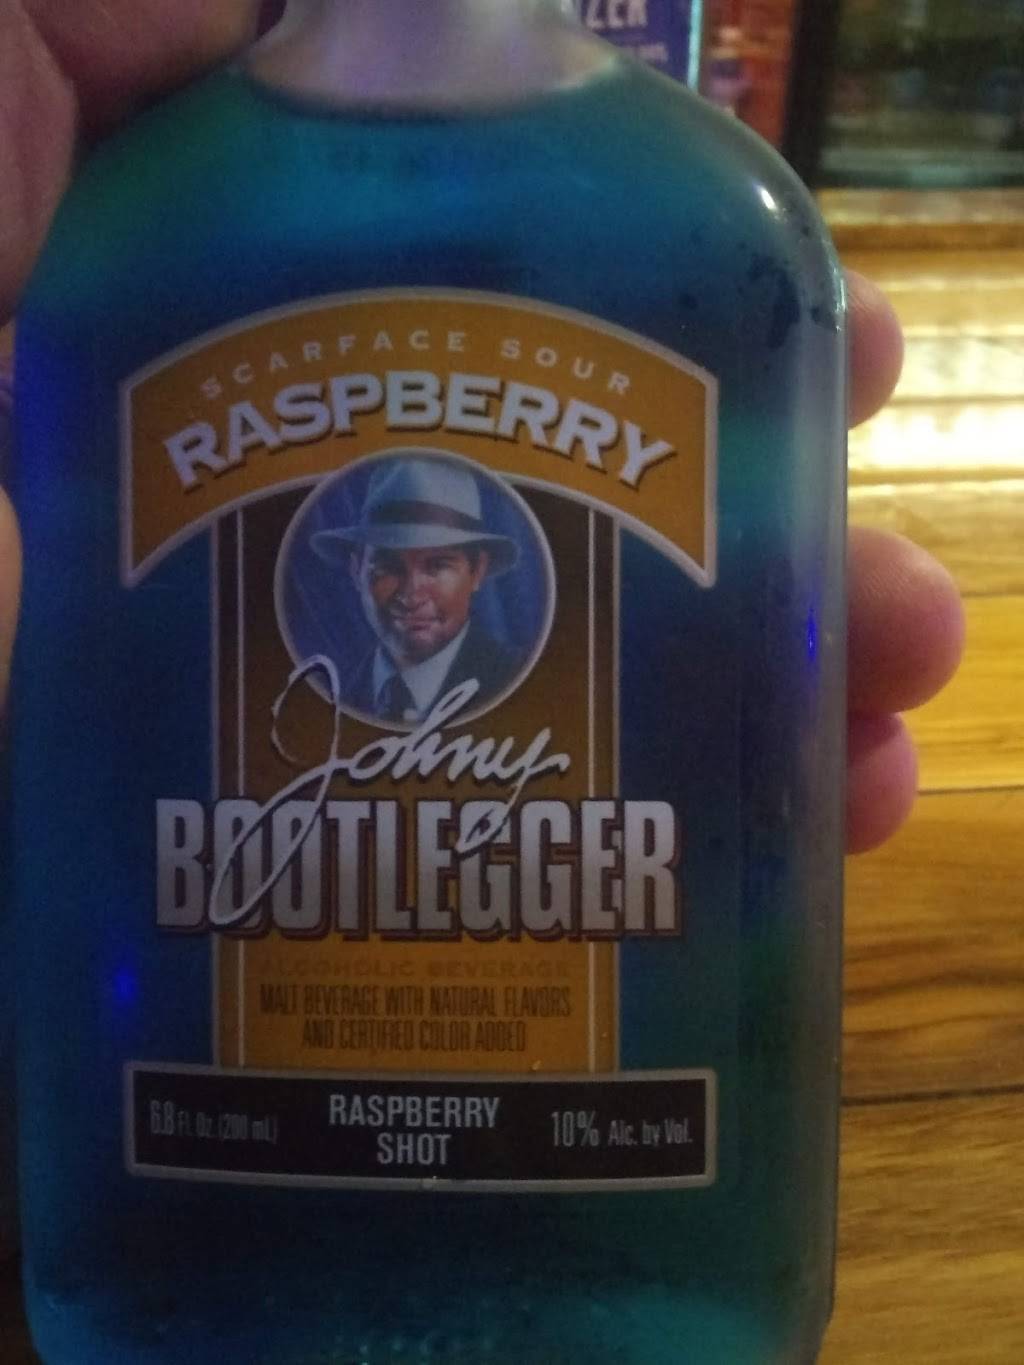 ZER
SCARFACE SOUR
RASPBERRY
Johny
BOOTLEGGER
ALCOHOLIC BEVERAGE
MALT BEVERAGE WITH NATURAL FLAVORS
AND CERTIFIED COLOR ADDED
6.8 Fl. Oz. (200 mL)
RASPBERRY
SHOT
10% Alc. by Vol.